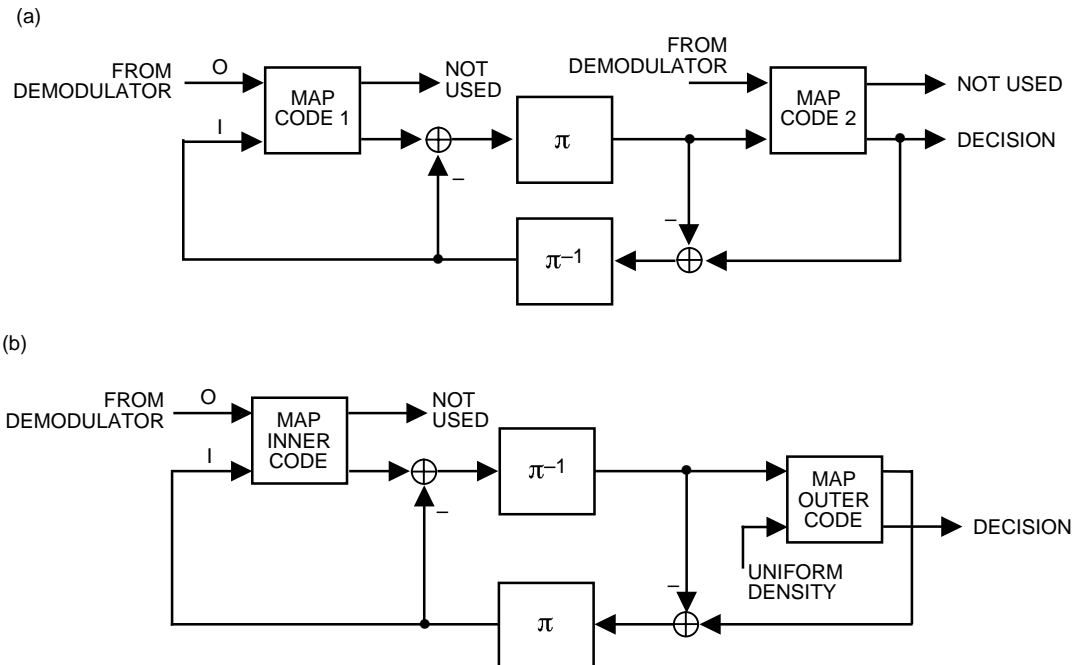 (a)
FROM
DEMODULATOR
O
I
MAP
CODE 1
NOT
USED
–
π
π–1
FROM
DEMODULATOR
MAP
CODE 2
NOT USED
DECISION
–
(b)
FROM
DEMODULATOR
O
I
MAP
INNER
CODE
NOT
USED
–
π–1
π
MAP
OUTER
CODE
UNIFORM
DENSITY
DECISION
–